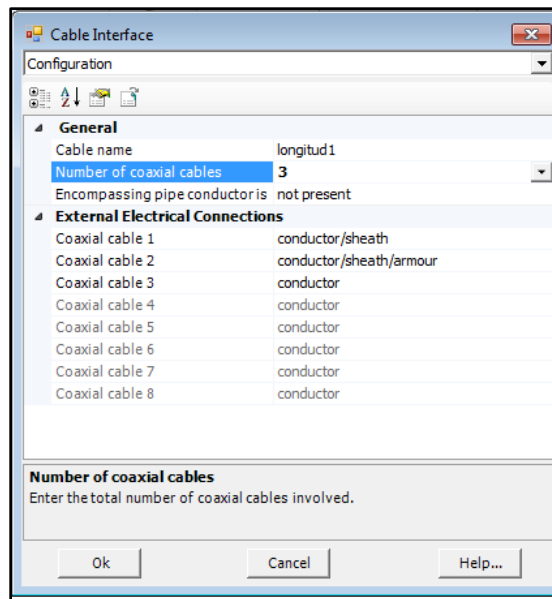 Cable Interface
Configuration
General
Cable name longitud1
Number of coaxial cables 3
Encompassing pipe conductor is not present
External Electrical Connections
Coaxial cable 1 conductor/sheath
Coaxial cable 2 conductor/sheath/armour
Coaxial cable 3 conductor
Coaxial cable 4 conductor
Coaxial cable 5 conductor
Coaxial cable 6 conductor
Coaxial cable 7 conductor
Coaxial cable 8 conductor
Number of coaxial cables
Enter the total number of coaxial cables involved.
Ok Cancel Help...